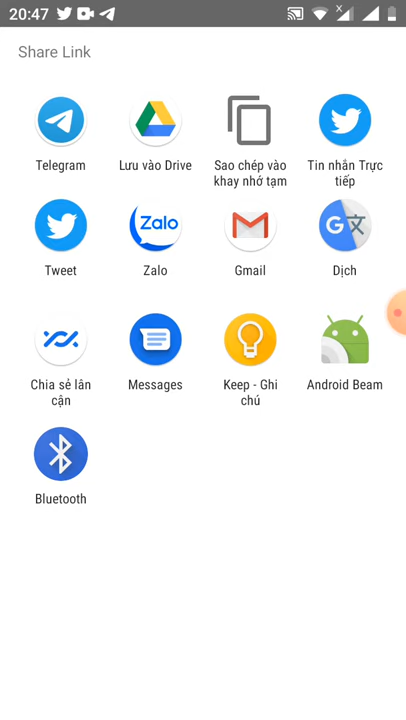 20:47
Share Link
Telegram
Lưu vào Drive
Sao chép vào
khay nhớ tạm
Tin nhắn Trực
tiếp
Tweet
Zalo
Zalo
Gmail
Dịch
Chia sẻ lân
cận
Messages
Keep - Ghi
chú
Android Beam
Bluetooth